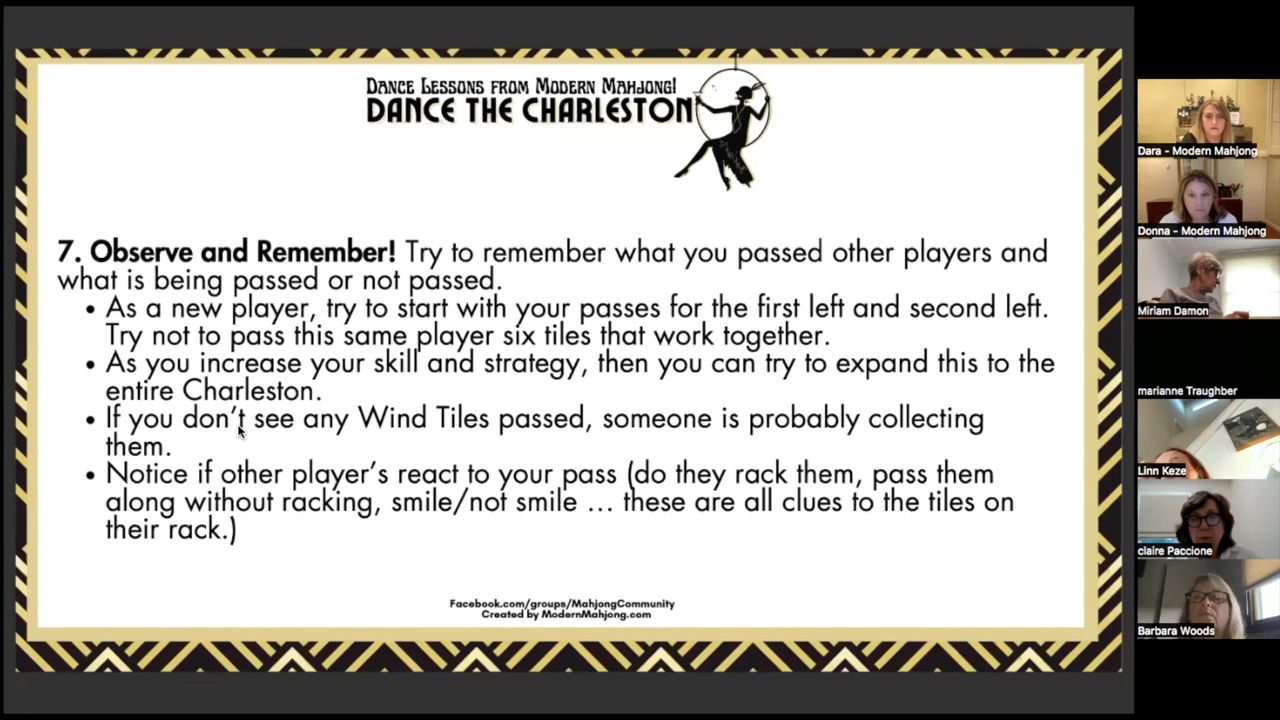 DANCE LESSONS FROM MODERN MAHJONG!
DANCE THE CHARLESTON
7. Observe and Remember! Try to remember what you passed other players and
what is being passed or not passed.
• As a new player, try to start with your passes for the first left and second left.
Try not to pass this same player six tiles that work together.
• As you increase your skill and strategy, then you can try to expand this to the
entire Charleston.
• If you don't see any Wind Tiles passed, someone is probably collecting
them.
• Notice if other player's react to your pass (do they rack them, pass them
along without racking, smile/not smile ... these are all clues to the tiles on
their rack.)
Facebook.com/groups/MahjongCommunity
Created by ModernMahjong.com
Dara - Modern Mahjong
Donna - Modern Mahjong
Miriam Damon
marianne Traughber
Linn Keze
claire Paccione
Barbara Woods